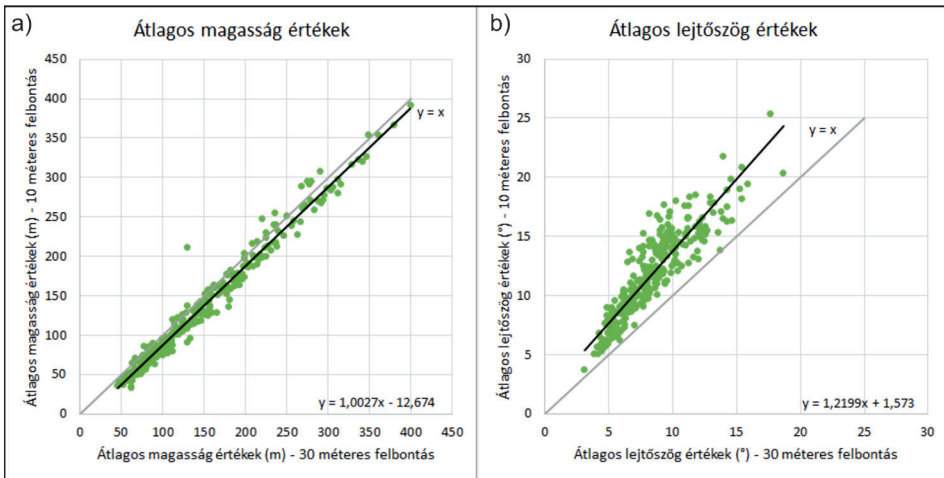 a)
Átlagos magasság értékek
Átlagos magasság értékek (m) - 10 méteres felbontás
450
400
350
300
250
200
150
100
50
0
y = x
y = 1,0027x - 12,674
0 50 100 150 200 250 300 350 400 450
Átlagos magasság értékek (m) - 30 méteres felbontás
b)
Átlagos lejtőszög értékek
Átlagos lejtőszög értékek (°) - 10 méteres felbontás
30
25
20
15
10
5
0
y = x
y = 1,2199x + 1,573
0 5 10 15 20 25 30
Átlagos lejtőszög értékek (°) - 30 méteres felbontás